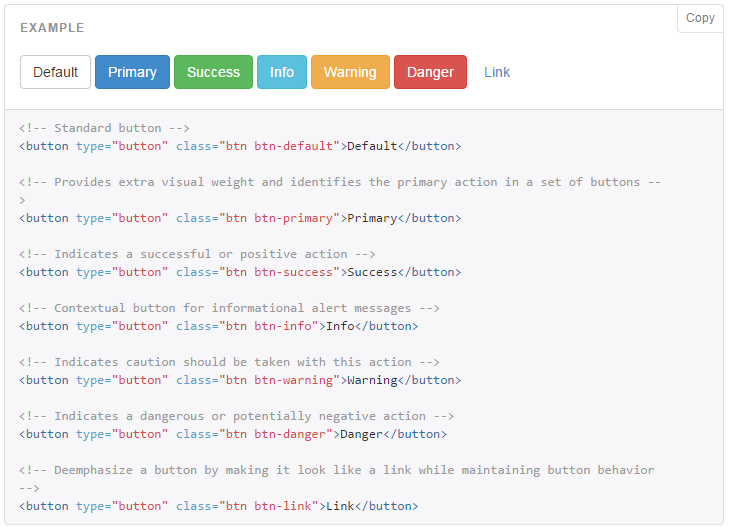 Copy
EXAMPLE
Default Primary Success Info Warning Danger Link
<!-- Standard button -->
<button type="button" class="btn btn-default">Default</button>
<!-- Provides extra visual weight and identifies the primary action in a set of buttons --
>
<button type="button" class="btn btn-primary">Primary</button>
<!-- Indicates a successful or positive action -->
<button type="button" class="btn btn-success">Success</button>
<!-- Contextual button for informational alert messages -->
<button type="button" class="btn btn-info">Info</button>
<!-- Indicates caution should be taken with this action -->
<button type="button" class="btn btn-warning">Warning</button>
<!-- Indicates a dangerous or potentially negative action -->
<button type="button" class="btn btn-danger">Danger</button>
<!-- Deemphasize a button by making it look like a link while maintaining button behavior
-->
<button type="button" class="btn btn-link">Link</button>